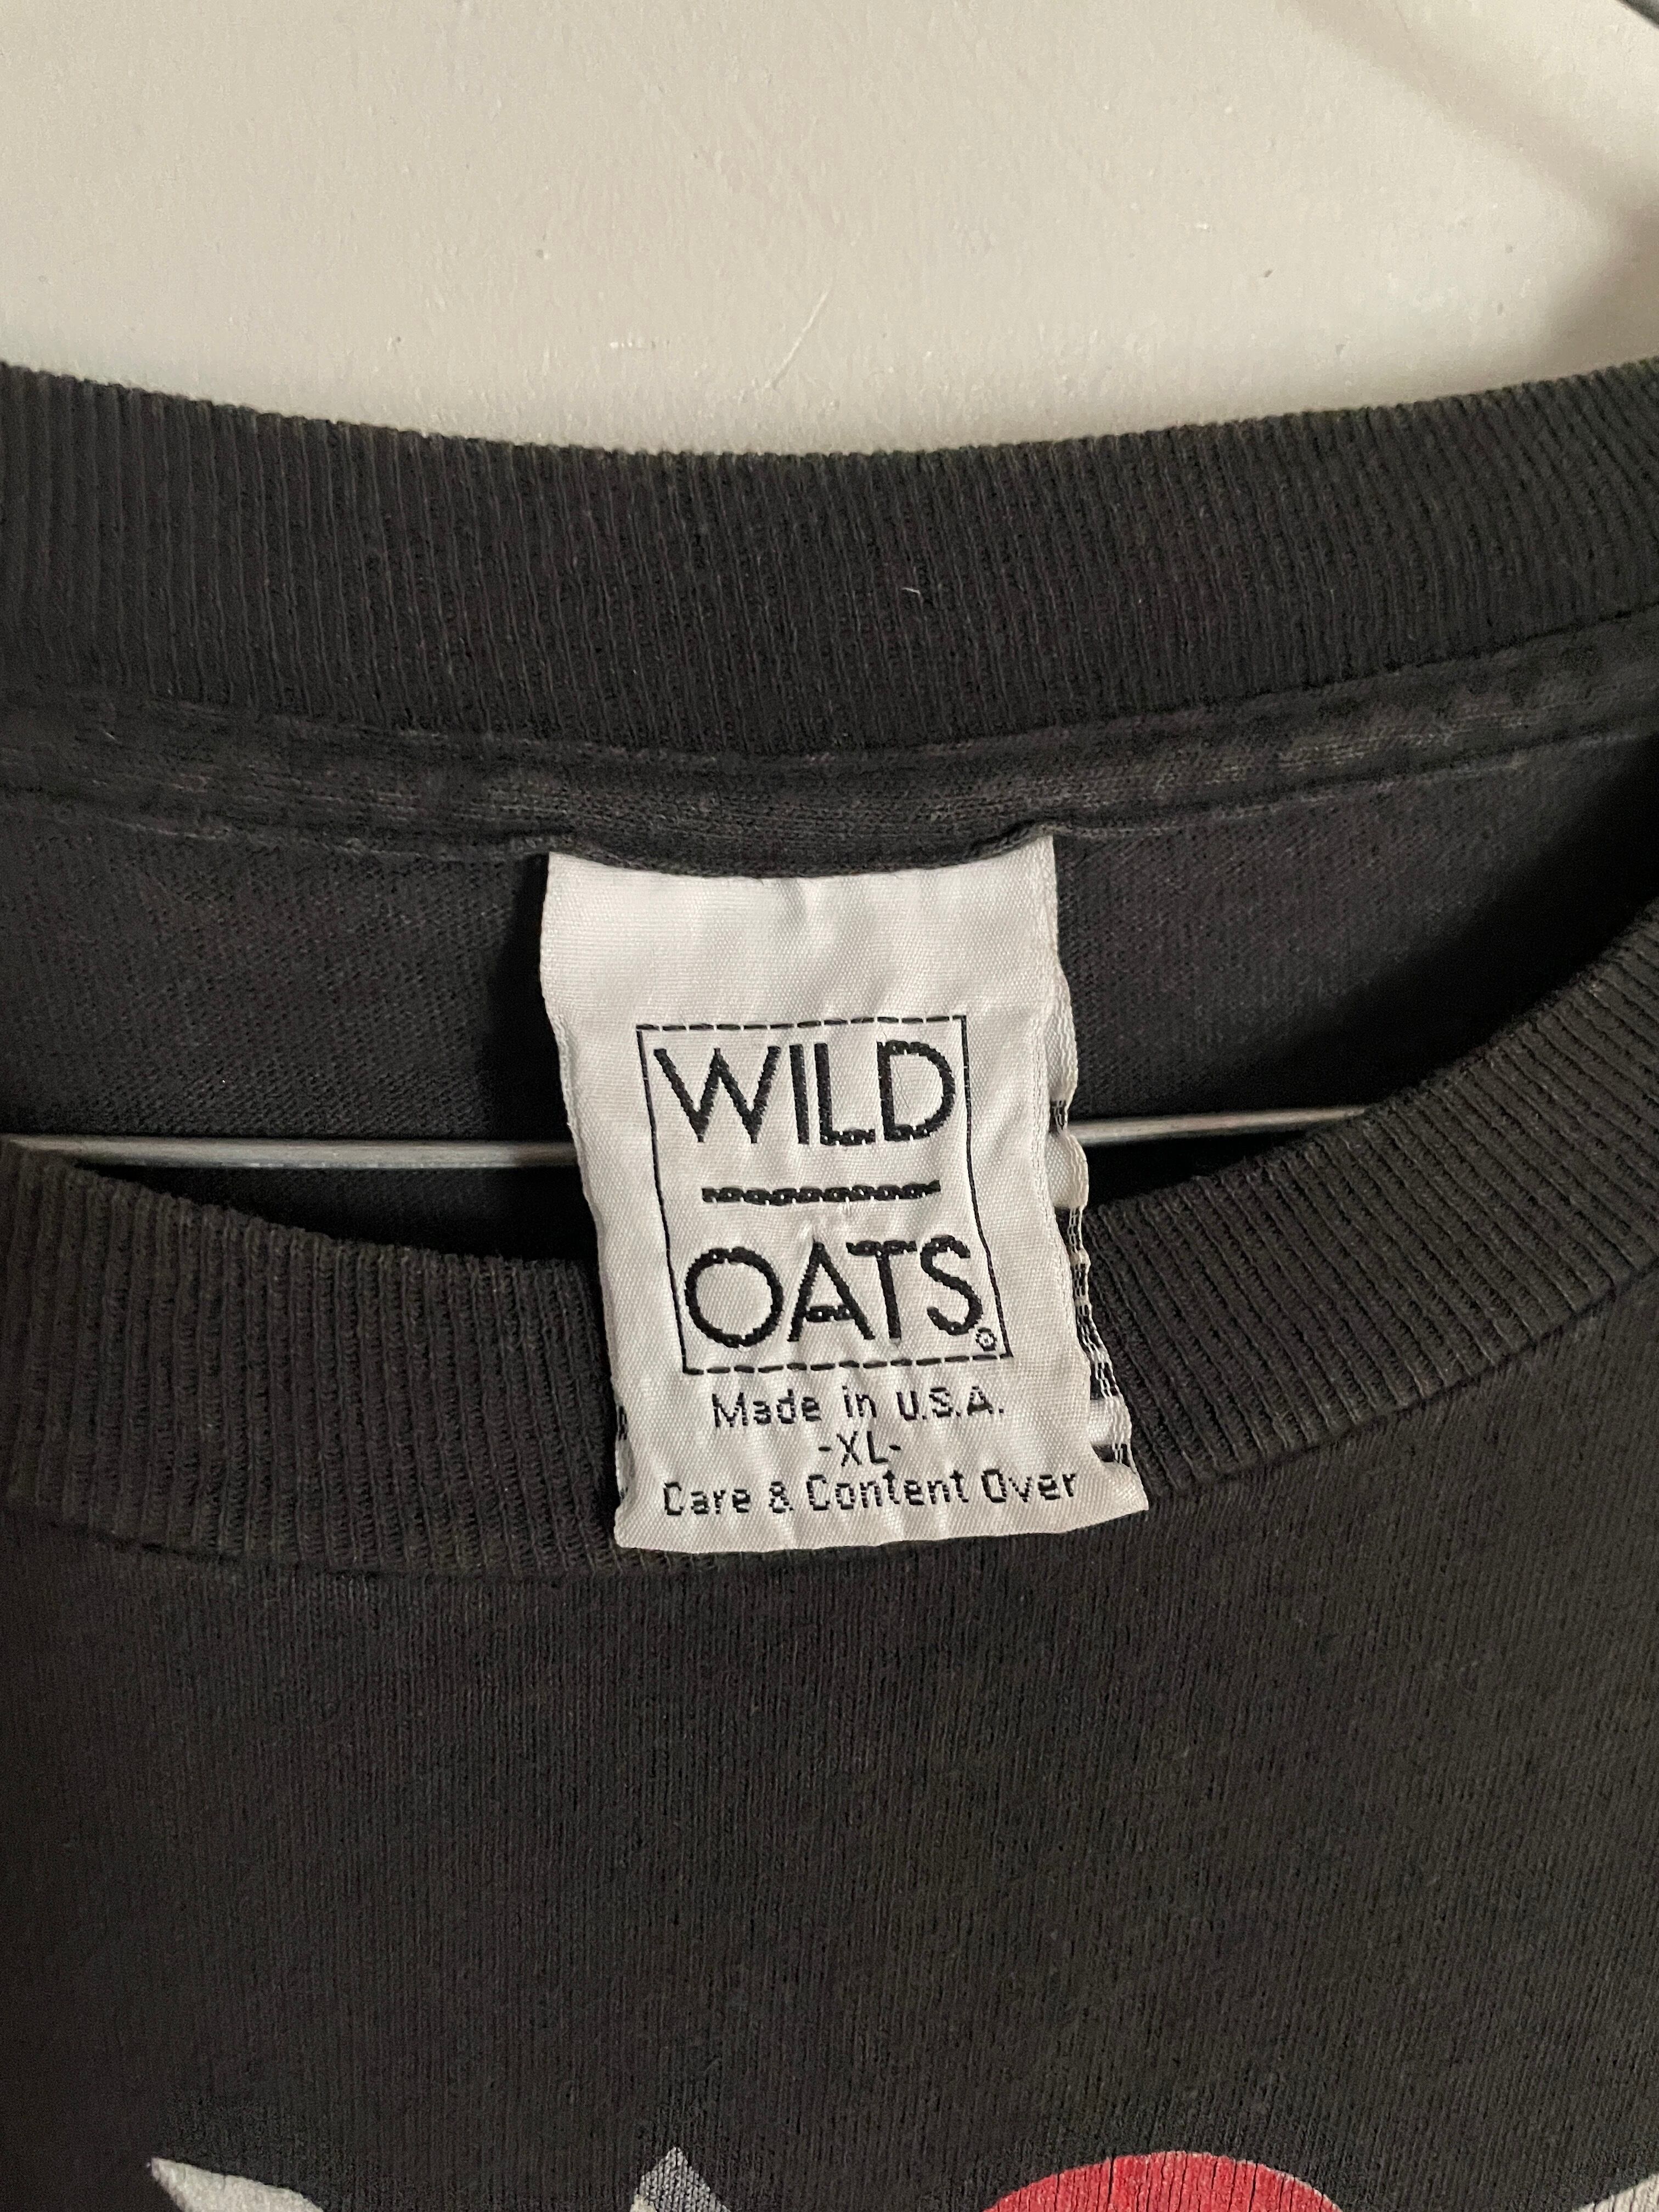 WILD
OATS®
Made in U.S.A.
-XL-
Care & Content Over